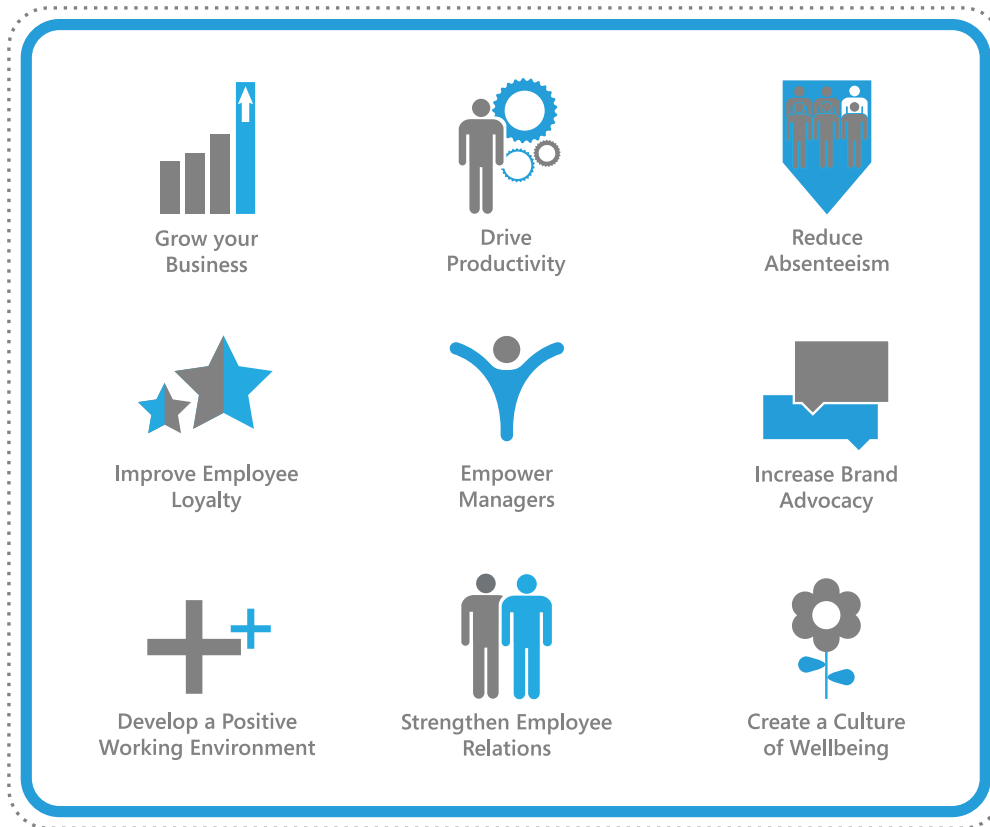 Grow your
Business
Drive
Productivity
Reduce
Absenteeism
Improve Employee
Loyalty
Empower
Managers
Increase Brand
Advocacy
Develop a Positive
Working Environment
Strengthen Employee
Relations
Create a Culture
of Wellbeing